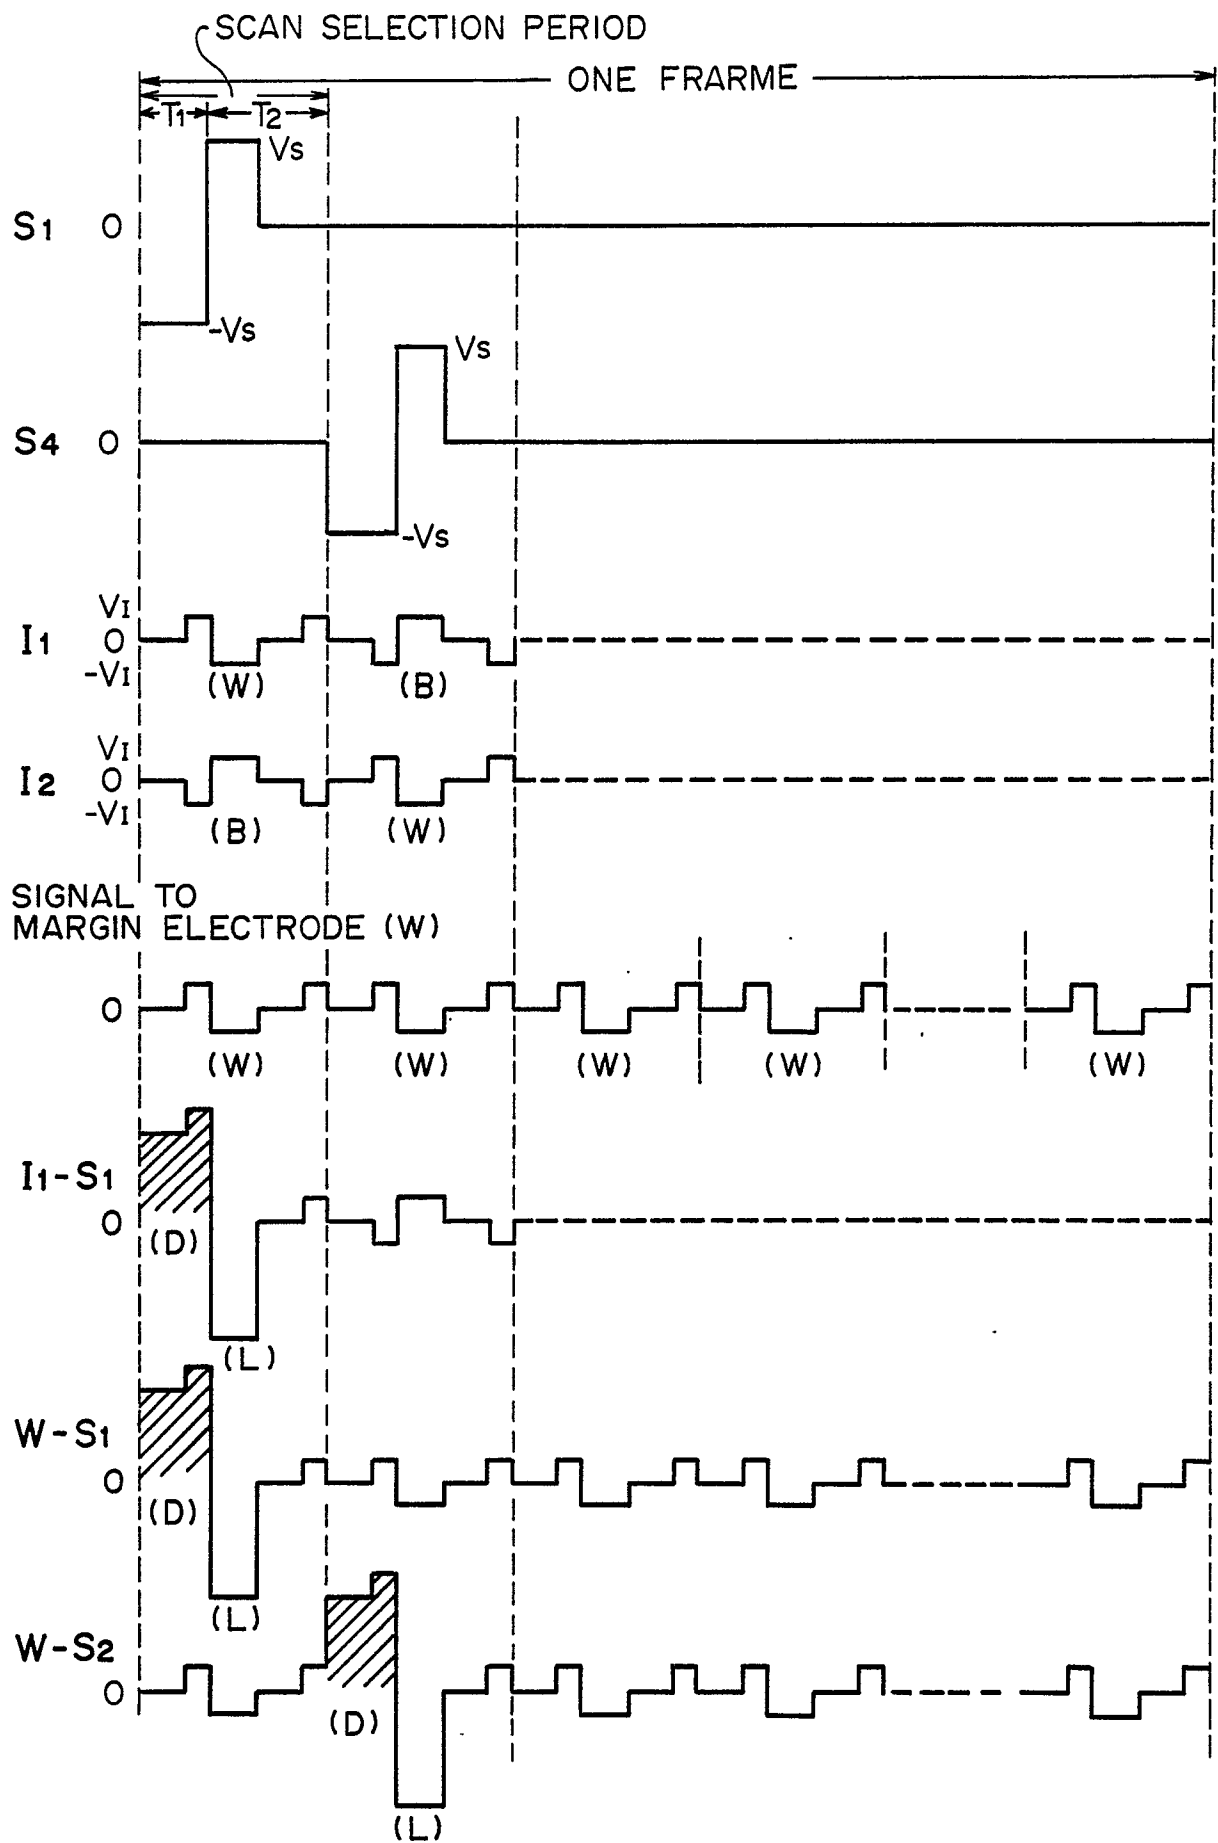 SCAN SELECTION PERIOD
ONE FRARME
T1 T2
Vs
S1 0
-Vs
Vs
S4 0
-Vs
VI
I1 0
-VI
(W) (B)
VI
I2 0
-VI
(B) (W)
SIGNAL TO
MARGIN ELECTRODE (W)
0
(W) (W) (W) (W) (W)
I1-S1
0
(D)
(L)
W-S1
0
(D)
(L)
W-S2
0
(D)
(L)